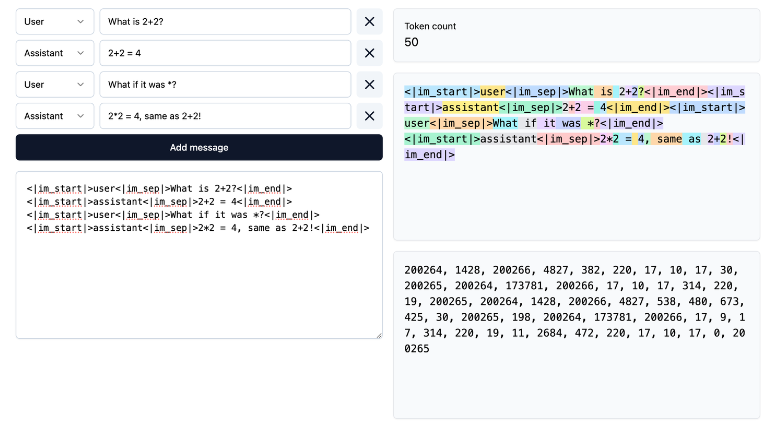 User
What is 2+2?
Assistant
2+2 = 4
User
What if it was *?
Assistant
2*2 = 4, same as 2+2!
Add message
<|im_start|>user<|im_sep|>What is 2+2?<|im_end|>
<|im_start|>assistant<|im_sep|>2+2 = 4<|im_end|>
<|im_start|>user<|im_sep|>What if it was *?<|im_end|>
<|im_start|>assistant<|im_sep|>2*2 = 4, same as 2+2!<|im_end|>
Token count
50
<|im_start|>user<|im_sep|>What is 2+2?<|im_end|><|im_s
tart|>assistant<|im_sep|>2+2 = 4<|im_end|><|im_start|>
user<|im_sep|>What if it was *?<|im_end|>
<|im_start|>assistant<|im_sep|>2*2 = 4, same as 2+2!<|
im_end|>
200264, 1428, 200266, 4827, 382, 220, 17, 10, 17, 30,
200265, 200264, 173781, 200266, 17, 10, 17, 314, 220,
19, 200265, 200264, 1428, 200266, 4827, 538, 480, 673,
425, 30, 200265, 198, 200264, 173781, 200266, 17, 9, 1
7, 314, 220, 19, 11, 2684, 472, 220, 17, 10, 17, 0, 20
0265